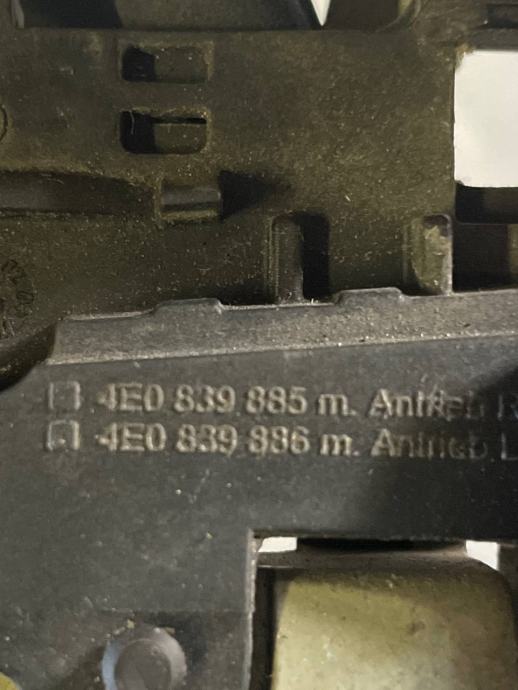 4E0 839 885 m. Antrieb R
4E0 839 886 m. Antrieb L